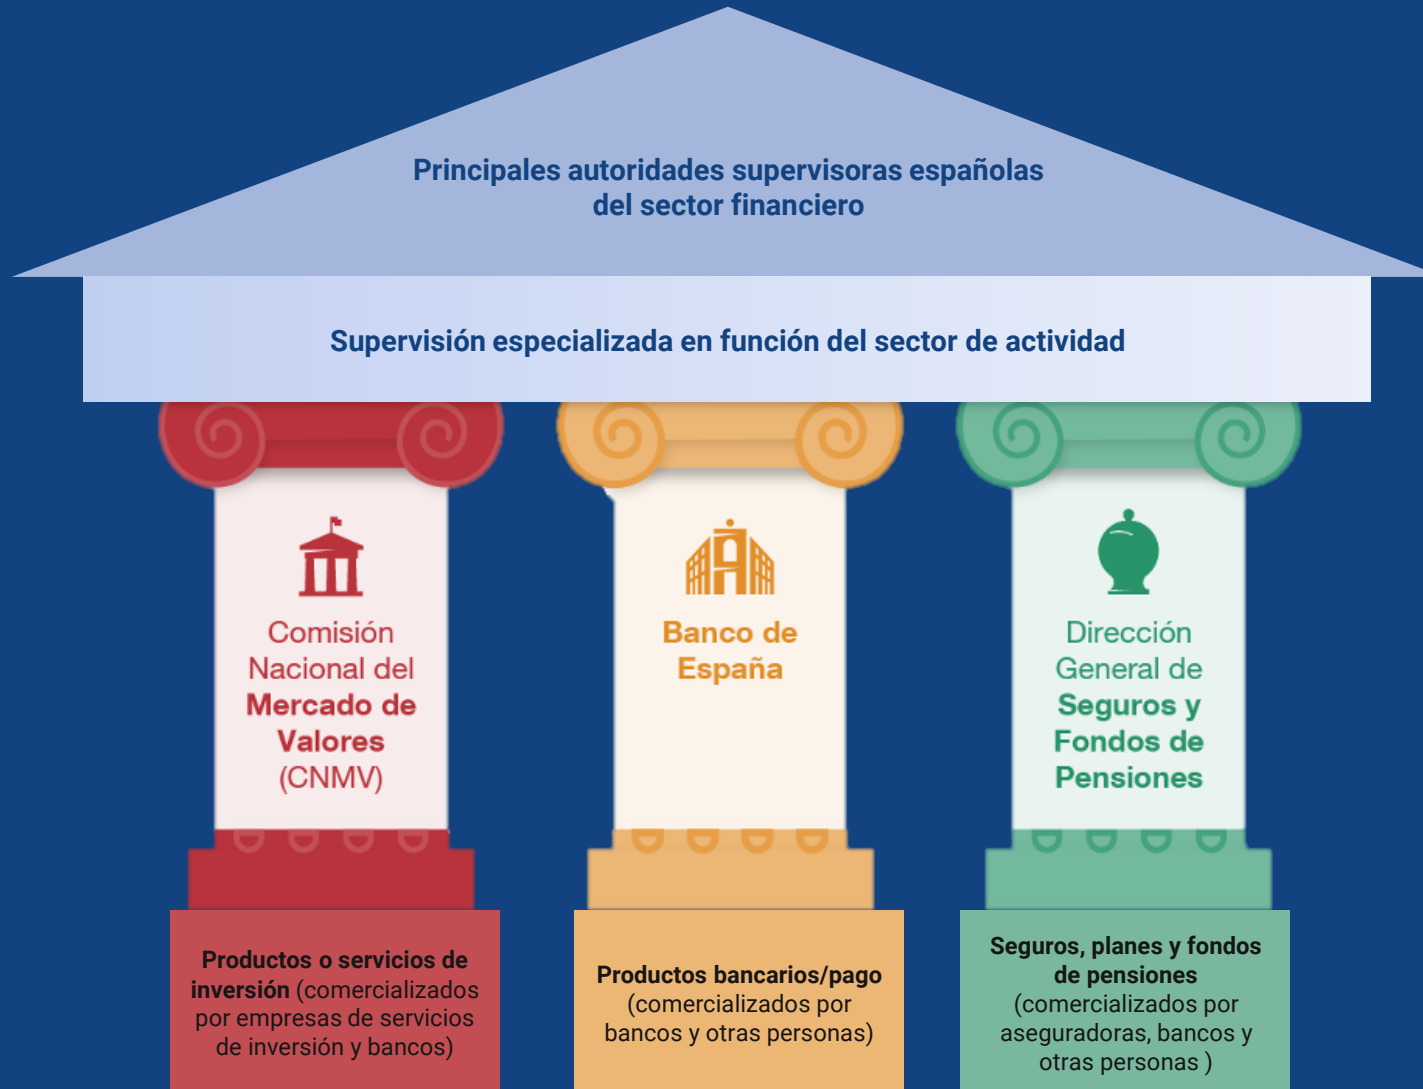 Principales autoridades supervisoras españolas
del sector financiero
Supervisión especializada en función del sector de actividad
Comisión
Nacional del
Mercado de
Valores
(CNMV)
Banco de
España
Dirección
General de
Seguros y
Fondos de
Pensiones
Productos o servicios de
inversión (comercializados
por empresas de servicios
de inversión y bancos)
Productos bancarios/pago
(comercializados por
bancos y otras personas)
Seguros, planes y fondos
de pensiones
(comercializados por
aseguradoras, bancos y
otras personas )